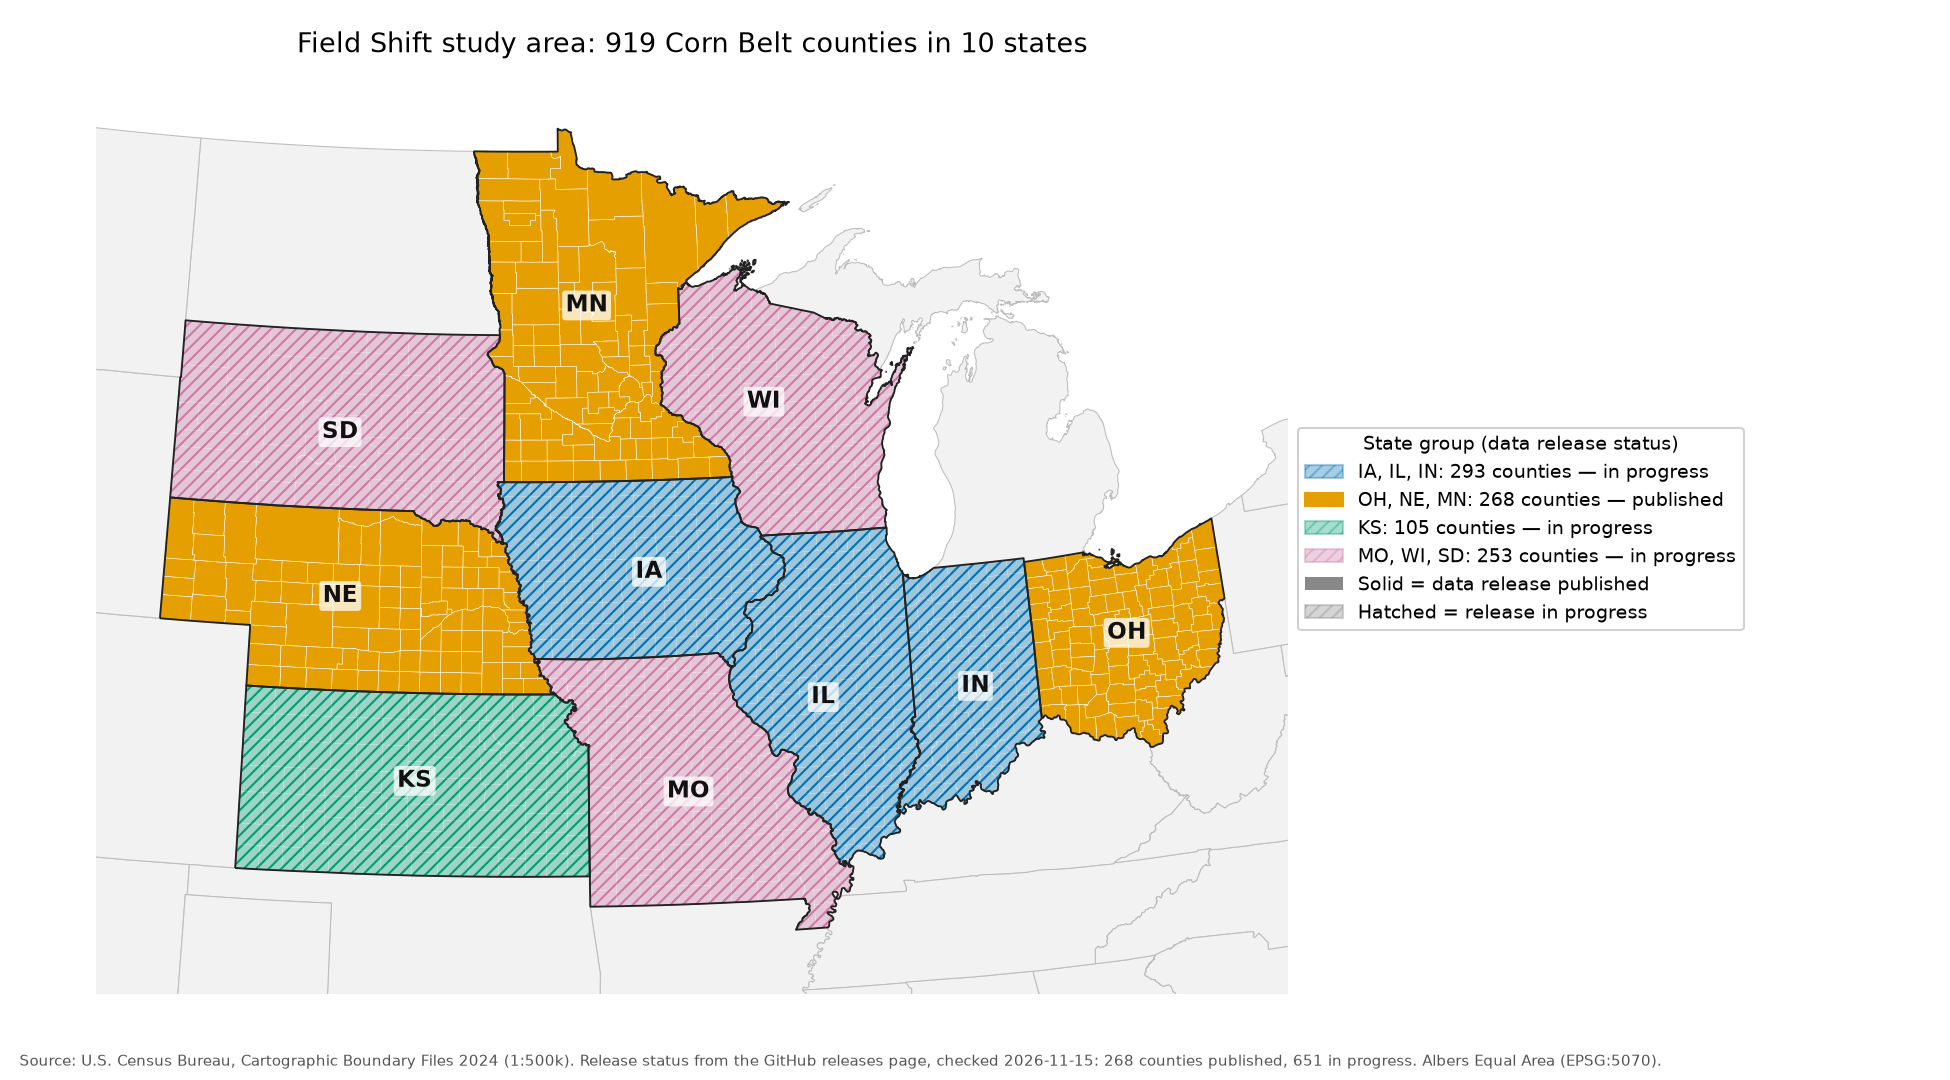 Field Shift study area: 919 Corn Belt counties in 10 states
MN
WI
SD
State group (data release status)
IA, IL, IN: 293 counties — in progress
OH, NE, MN: 268 counties — published
KS: 105 counties — in progress
MO, WI, SD: 253 counties — in progress
Solid = data release published
Hatched = release in progress
IA
NE
OH
IN
IL
KS
MO
Source: U.S. Census Bureau, Cartographic Boundary Files 2024 (1:500k). Release status from the GitHub releases page, checked 2026-11-15: 268 counties published, 651 in progress. Albers Equal Area (EPSG:5070).